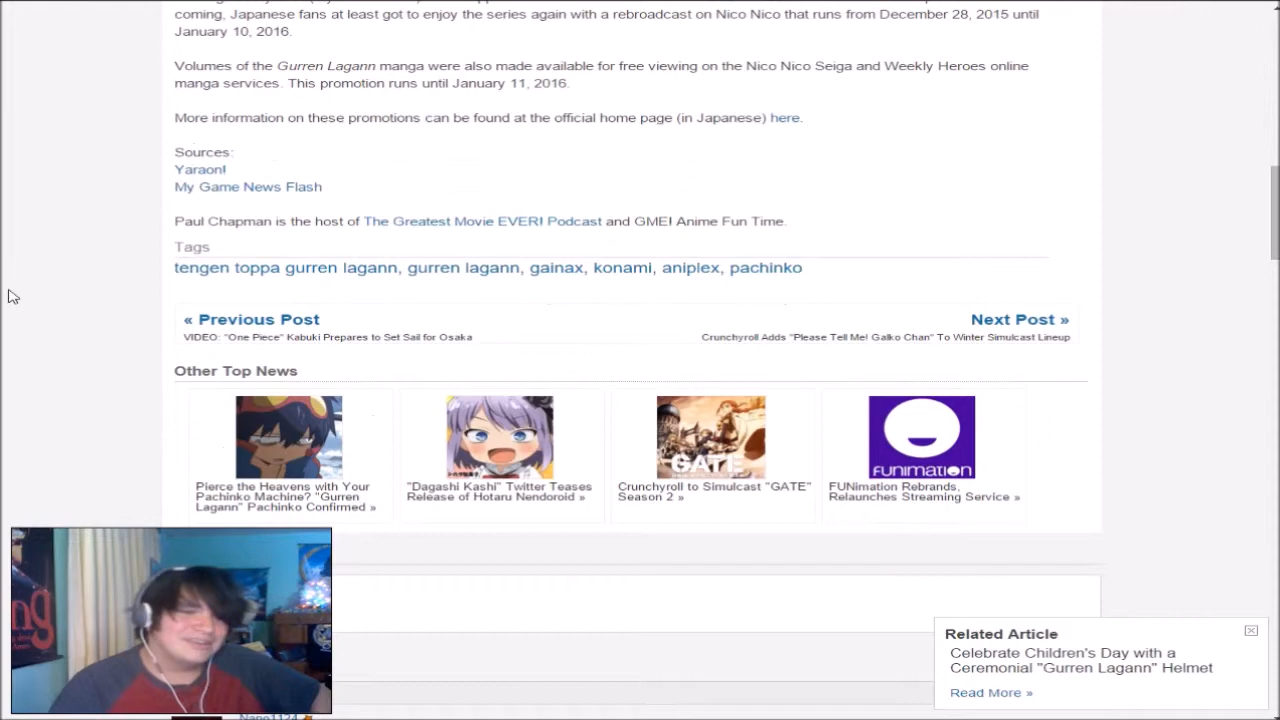 coming, Japanese fans at least got to enjoy the series again with a rebroadcast on Nico Nico that runs from December 28, 2015 until
January 10, 2016.
Volumes of the Gurren Lagann manga were also made available for free viewing on the Nico Nico Seiga and Weekly Heroes online
manga services. This promotion runs until January 11, 2016.
More information on these promotions can be found at the official home page (in Japanese) here.
Sources:
Yaraon!
My Game News Flash
Paul Chapman is the host of The Greatest Movie EVER! Podcast and GME! Anime Fun Time.
Tags
tengen toppa gurren lagann, gurren lagann, gainax, konami, aniplex, pachinko
« Previous Post
Next Post »
VIDEO: "One Piece" Kabuki Prepares to Set Sail for Osaka
Crunchyroll Adds "Please Tell Me! Galko Chan" To Winter Simulcast Lineup
Other Top News
GATE
FUNIMATION
Pierce the Heavens with Your
Pachinko Machine? "Gurren
Lagann" Pachinko Confirmed »
"Dagashi Kashi" Twitter Teases
Release of Hotaru Nendoroid »
Crunchyroll to Simulcast "GATE"
Season 2 »
FUNimation Rebrands,
Relaunches Streaming Service »
ng
Related Article
Celebrate Children's Day with a
Ceremonial "Gurren Lagann" Helmet
Read More »
Nano1124